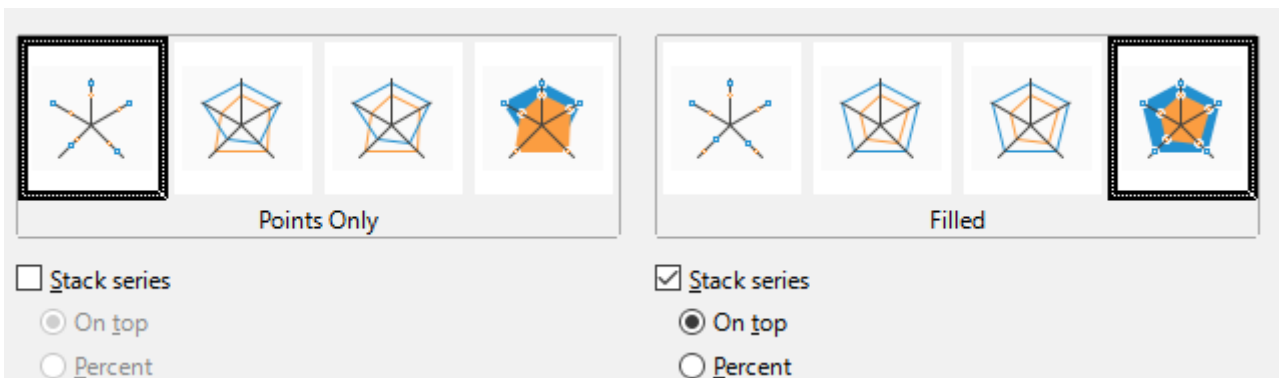 Points Only
Stack series
On top
Percent
Filled
Stack series
On top
Percent